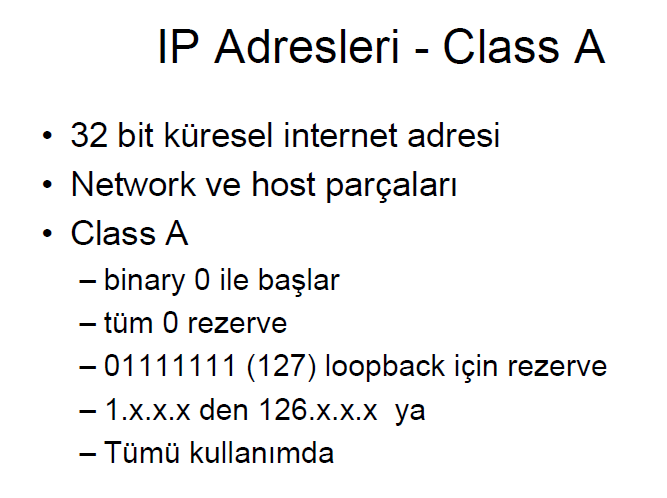 IP Adresleri - Class A
• 32 bit küresel internet adresi
• Network ve host parçaları
• Class A
– binary 0 ile başlar
– tüm 0 rezerve
– 01111111 (127) loopback için rezerve
– 1.x.x.x den 126.x.x.x  ya
– Tümü kullanımda